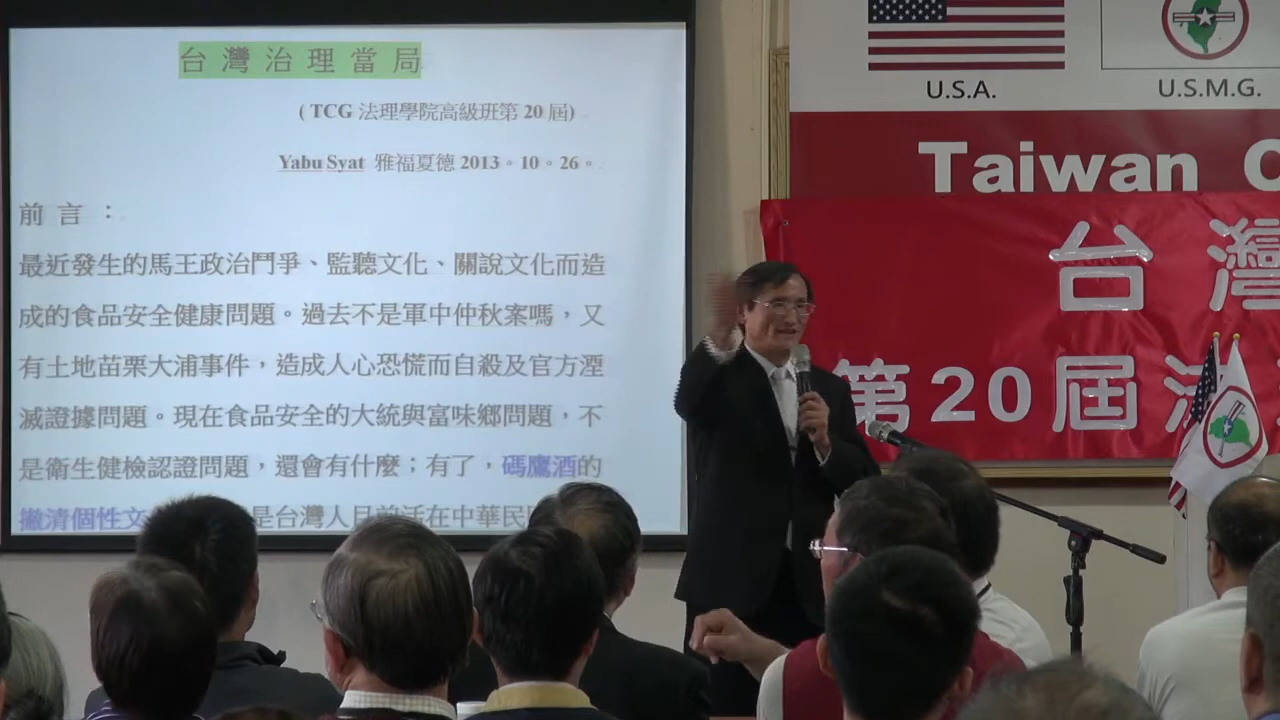 台灣治理當局
( TCG 法理學院高級班第 20 屆)
Yabu Syat 雅福夏德 2013。10。26。
前言：
最近發生的馬王政治鬥爭、監聽文化、關說文化而造
成的食品安全健康問題。過去不是軍中仲秋案嗎，又
有土地苗栗大浦事件，造成人心恐慌而自殺及官方湮
滅證據問題。現在食品安全的大統與富味鄉問題，不
是衛生健檢認證問題，還會有什麼；有了，碼鷹酒的
撇清個性文
是台灣人目前活在中華民
U.S.A.
U.S.M.G.
Taiwan C
台灣
第20屆法